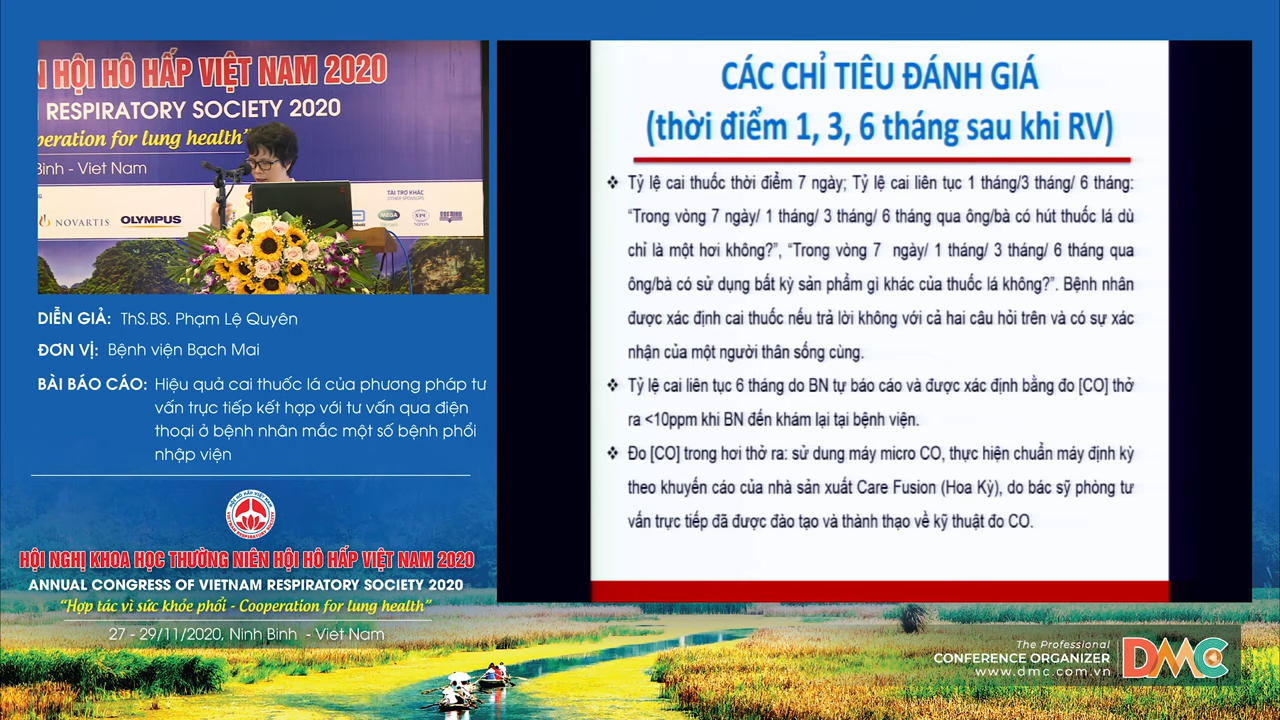 N HỘI HÔ HẤP VIỆT NAM 2020
RESPIRATORY SOCIETY 2020
operation for lung health"
Binh - Viet Nam
TÀI TRỢ KHÁC
OTHER SPONSORS
NOVARTIS
OLYMPUS
MEGA
NIPON
DIỄN GIẢ: ThS.BS. Phạm Lệ Quyên
ĐƠN VỊ: Bệnh viện Bạch Mai
BÀI BÁO CÁO: Hiệu quả cai thuốc lá của phương pháp tư
vấn trực tiếp kết hợp với tư vấn qua điện
thoại ở bệnh nhân mắc một số bệnh phổi
nhập viện
HỘI NGHỊ KHOA HỌC THƯỜNG NIÊN HỘI HÔ HẤP VIỆT NAM 2020
ANNUAL CONGRESS OF VIETNAM RESPIRATORY SOCIETY 2020
"Hợp tác vì sức khỏe phổi - Cooperation for lung health"
27 - 29/11/2020, Ninh Binh - Viet Nam
CÁC CHỈ TIÊU ĐÁNH GIÁ
(thời điểm 1, 3, 6 tháng sau khi RV)
❖ Tỷ lệ cai thuốc thời điểm 7 ngày; Tỷ lệ cai liên tục 1 tháng/3 tháng/ 6 tháng:
"Trong vòng 7 ngày/ 1 tháng/ 3 tháng/ 6 tháng qua ông/bà có hút thuốc lá dù
chỉ là một hơi không?", "Trong vòng 7 ngày/ 1 tháng/ 3 tháng/ 6 tháng qua
ông/bà có sử dụng bất kỳ sản phẩm gì khác của thuốc lá không?". Bệnh nhân
được xác định cai thuốc nếu trả lời không với cả hai câu hỏi trên và có sự xác
nhận của một người thân sống cùng.
❖ Tỷ lệ cai liên tục 6 tháng do BN tự báo cáo và được xác định bằng đo [CO] thở
ra <10ppm khi BN đến khám lại tại bệnh viện.
❖ Đo [CO] trong hơi thở ra: sử dung máy micro CO, thực hiện chuẩn máy định kỳ
theo khuyến cáo của nhà sản xuất Care Fusion (Hoa Kỳ), do bác sỹ phòng tư
vấn trực tiếp đã được đào tạo và thành thạo về kỹ thuật đo CO.
The Professional
CONFERENCE ORGANIZER
www.dmc.com.vn
DMC